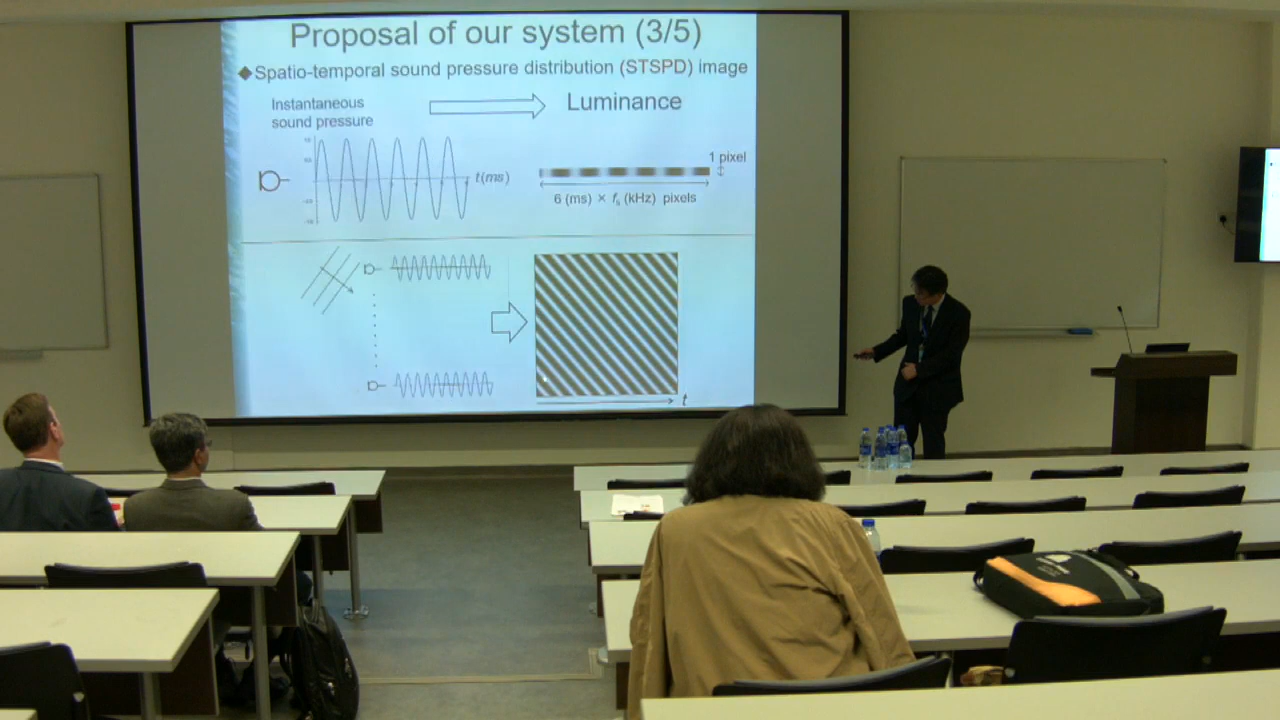 Proposal of our system (3/5)
◆Spatio-temporal sound pressure distribution (STSPD) image
Instantaneous
sound pressure
Luminance
t(ms)
1 pixel
6 (ms) × fs (kHz) pixels
t